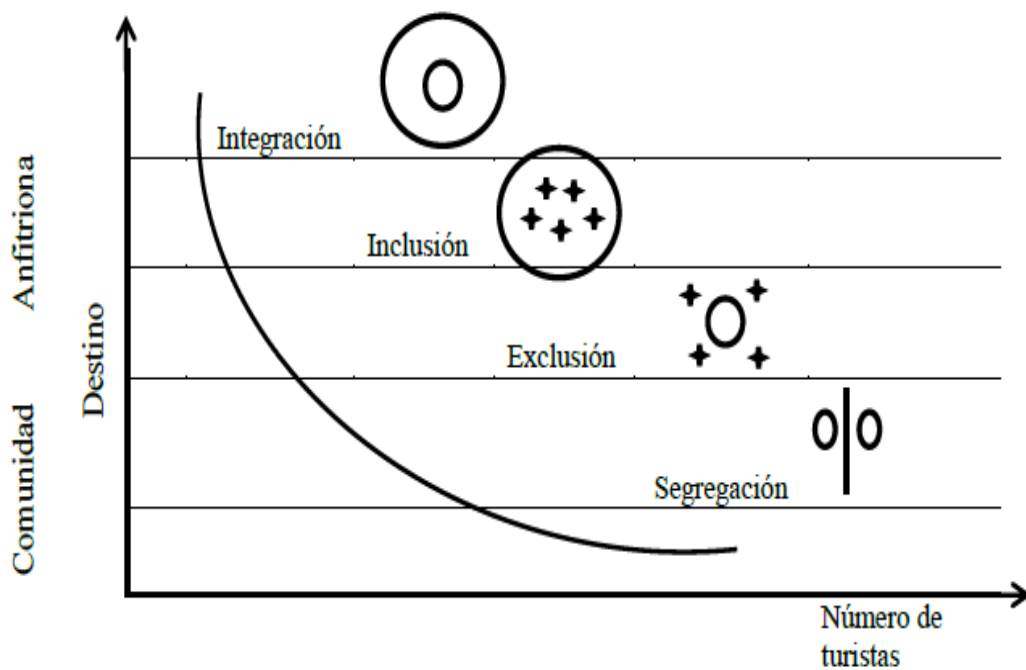 Integración
Inclusión
Exclusión
Segregación
Anfitriona
Destino
Comunidad
Número de
turistas